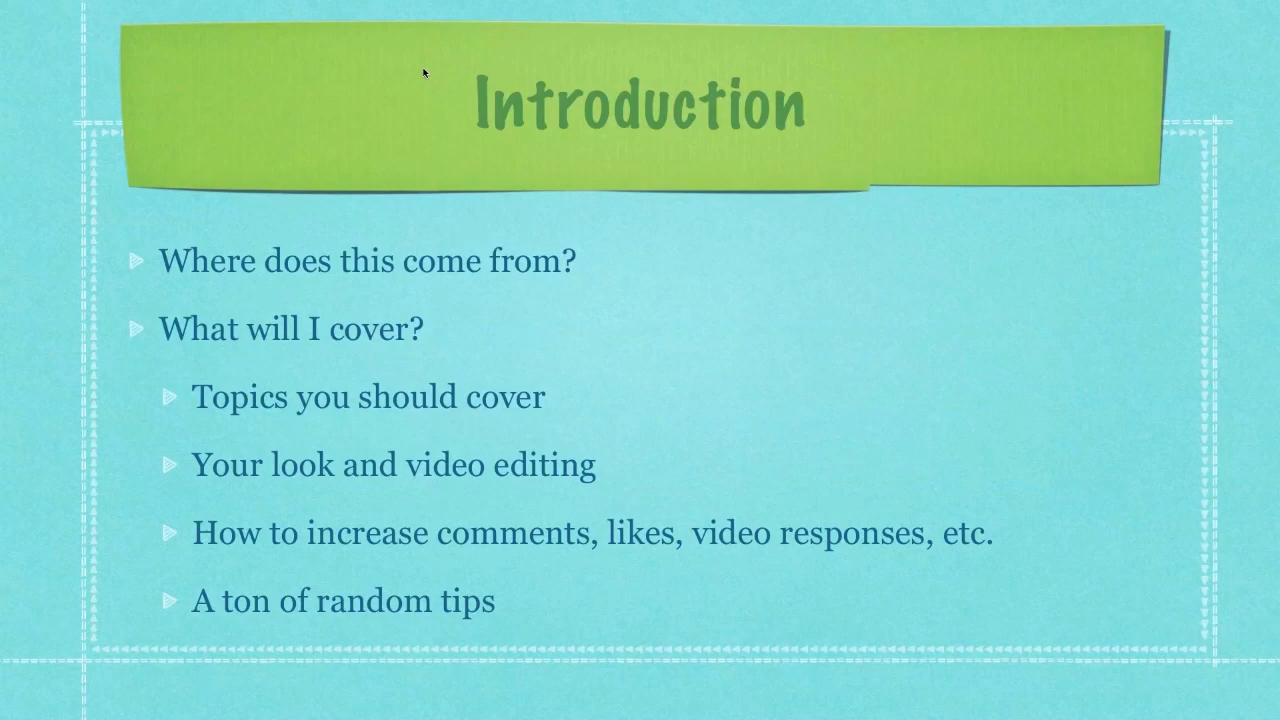 Introduction
Where does this come from?
What will I cover?
Topics you should cover
Your look and video editing
How to increase comments, likes, video responses, etc.
A ton of random tips